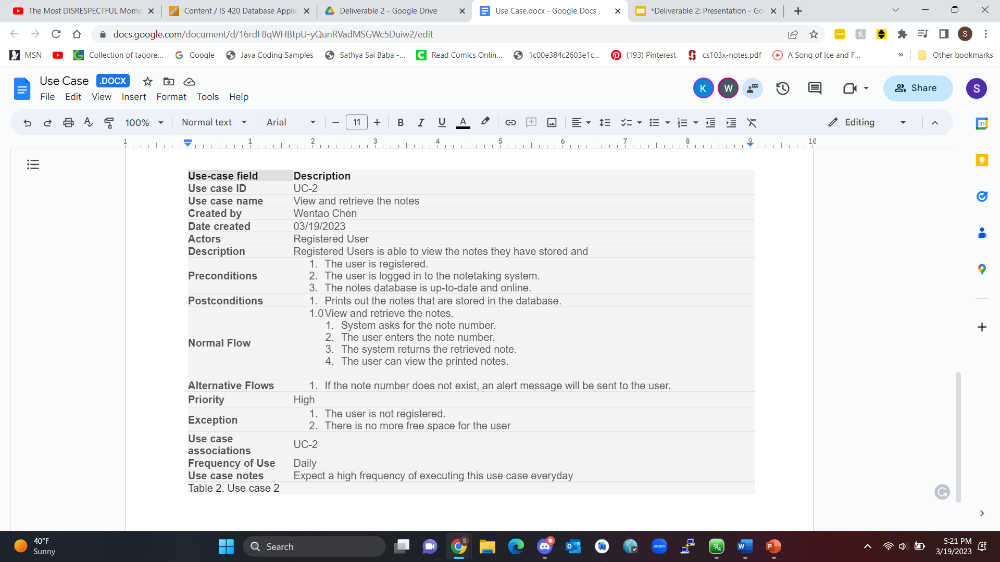 The Most DISRESPECTFUL Mome
Content / IS 420 Database Applic
Deliverable 2 - Google Drive
Use Case.docx - Google Docs
*Deliverable 2: Presentation - Go
docs.google.com/document/d/16rdF8qWHBtpU-yQunRVadMSGWc5Duiw2/edit
S
MSN
Collection of tagore...
Google
Java Coding Samples
Sathya Sai Baba -...
Read Comics Onlin...
1c00e384c2603e1c...
(193) Pinterest
cs103x-notes.pdf
A Song of Ice and F...
»
Other bookmarks
Use Case .DOCX
File Edit View Insert Format Tools Help
K W
Share
S
100% Normal text Arial 11 B I U A Editing
1 1 2 3 4 5 6 7 8 9 10
31
Use-case field Description
Use case ID UC-2
Use case name View and retrieve the notes
Created by Wentao Chen
Date created 03/19/2023
Actors Registered User
Description Registered Users is able to view the notes they have stored and
Preconditions
1. The user is registered.
2. The user is logged in to the notetaking system.
3. The notes database is up-to-date and online.
Postconditions 1. Prints out the notes that are stored in the database.
Normal Flow
1.0 View and retrieve the notes.
1. System asks for the note number.
2. The user enters the note number.
3. The system returns the retrieved note.
4. The user can view the printed notes.
Alternative Flows 1. If the note number does not exist, an alert message will be sent to the user.
Priority High
Exception
1. The user is not registered.
2. There is no more free space for the user
Use case
associations
UC-2
Frequency of Use Daily
Use case notes Expect a high frequency of executing this use case everyday
Table 2. Use case 2
40°F
Sunny
Search
zoom
5:21 PM
3/19/2023